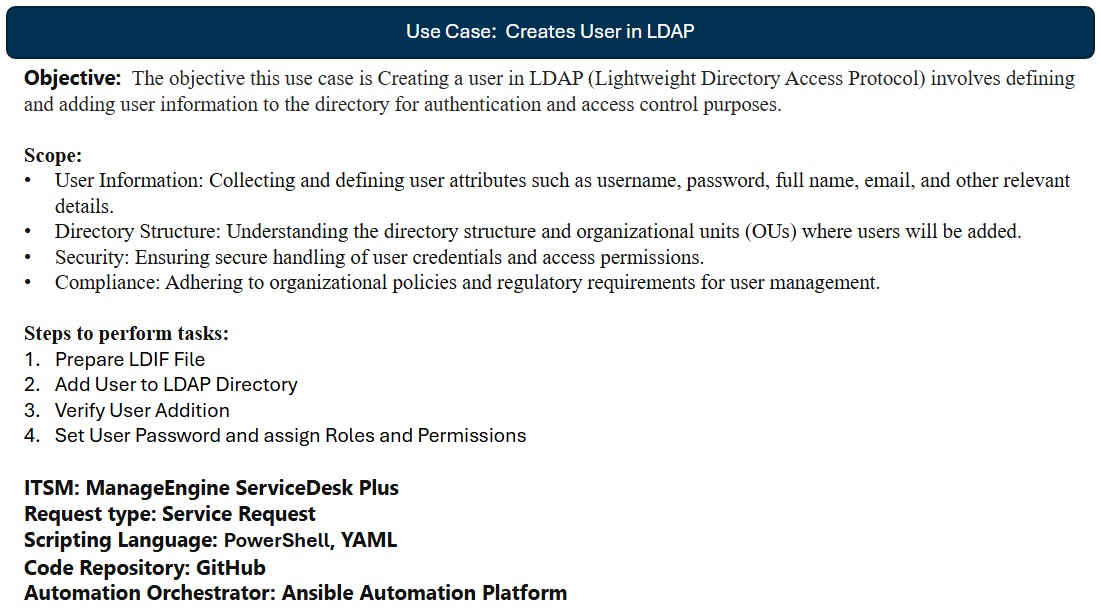 Use Case:  Creates User in LDAP
Objective:  The objective this use case is Creating a user in LDAP (Lightweight Directory Access Protocol) involves defining
and adding user information to the directory for authentication and access control purposes.
Scope:
• User Information: Collecting and defining user attributes such as username, password, full name, email, and other relevant
details.
• Directory Structure: Understanding the directory structure and organizational units (OUs) where users will be added.
• Security: Ensuring secure handling of user credentials and access permissions.
• Compliance: Adhering to organizational policies and regulatory requirements for user management.
Steps to perform tasks:
1. Prepare LDIF File
2. Add User to LDAP Directory
3. Verify User Addition
4. Set User Password and assign Roles and Permissions
ITSM: ManageEngine ServiceDesk Plus
Request type: Service Request
Scripting Language: PowerShell, YAML
Code Repository: GitHub
Automation Orchestrator: Ansible Automation Platform